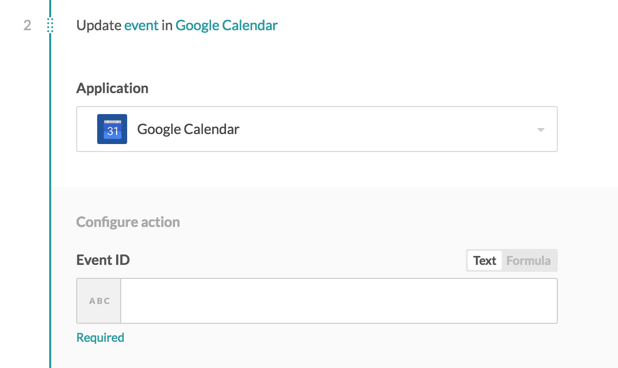 2
Update event in Google Calendar
Application
31
Google Calendar
Configure action
Event ID
Text Formula
ABC
Required